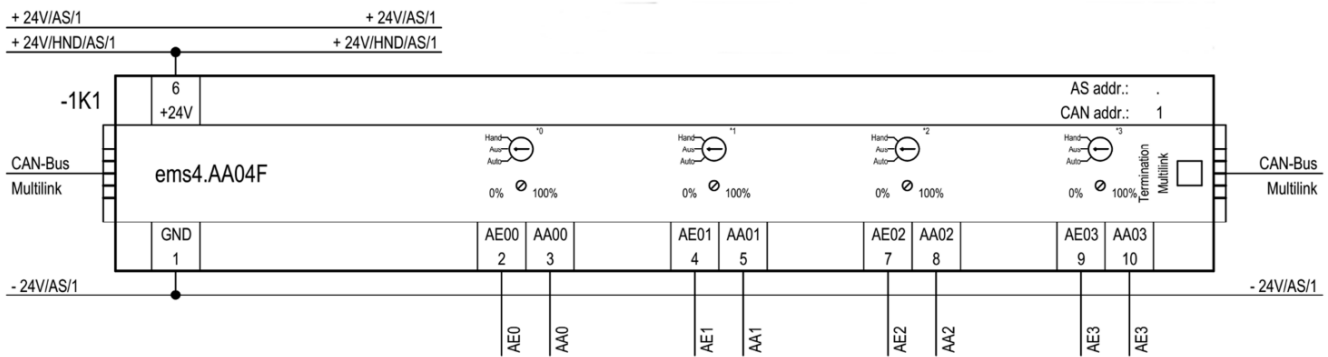 + 24V/AS/1 + 24V/AS/1
+ 24V/HND/AS/1 + 24V/HND/AS/1
-1K1
6
+24V
AS addr.: .
CAN addr.: 1
CAN-Bus
Multilink
ems4.AA04F
Hand *0
Aus
Auto
0% 100%
Hand *1
Aus
Auto
0% 100%
Hand *2
Aus
Auto
0% 100%
Hand *3
Aus
Auto
0% 100%
Termination
Multilink
CAN-Bus
Multilink
GND
1
AE00 AA00
2 3
AE01 AA01
4 5
AE02 AA02
7 8
AE03 AA03
9 10
- 24V/AS/1 - 24V/AS/1
AE0
AA0
AE1
AA1
AE2
AA2
AE3
AE3